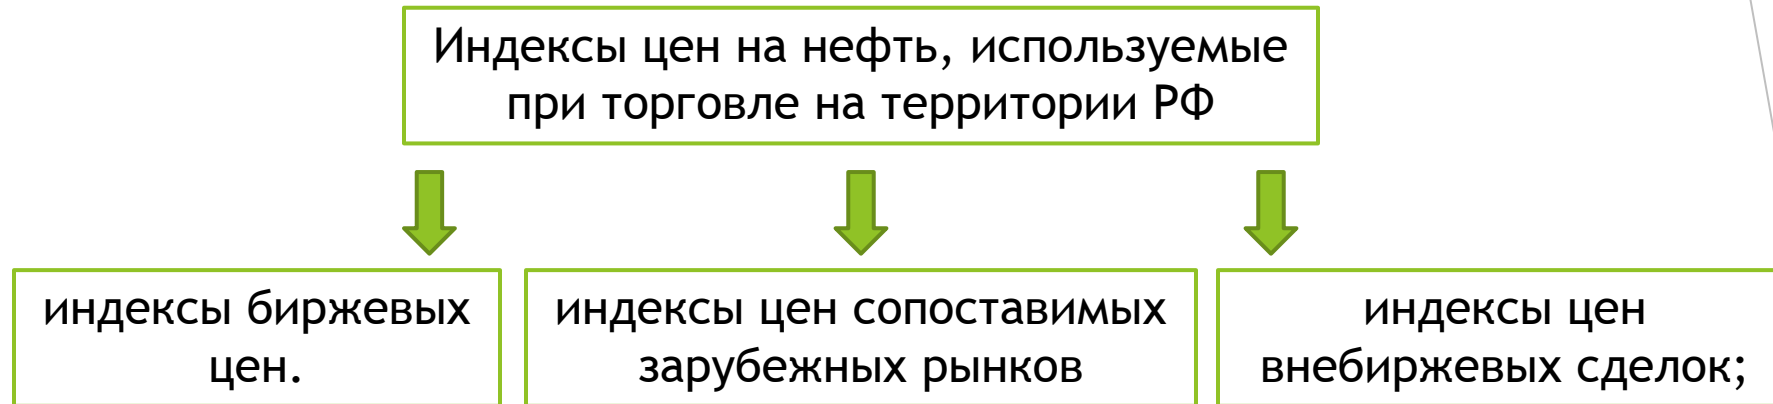 Индексы цен на нефть, используемые
при торговле на территории РФ
индексы биржевых
цен.
индексы цен сопоставимых
зарубежных рынков
индексы цен
внебиржевых сделок;